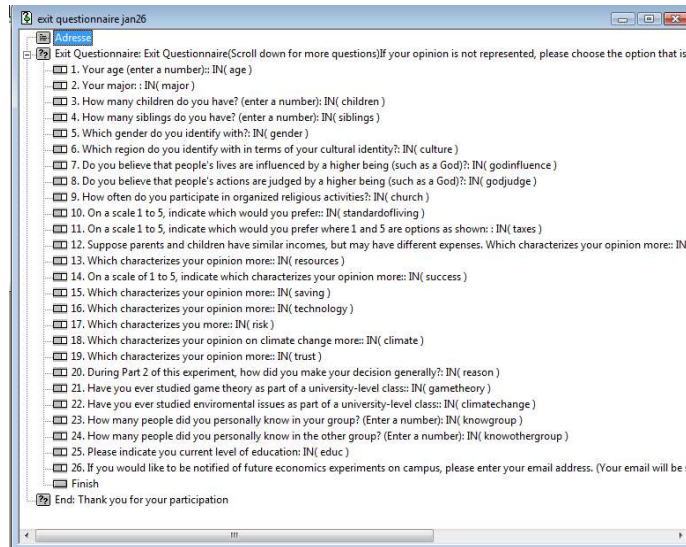 exit questionnaire jan26
Adresse
Exit Questionnaire: Exit Questionnaire(Scroll down for more questions)If your opinion is not represented, please choose the option that is
1. Your age (enter a number):: IN( age )
2. Your major: : IN( major )
3. How many children do you have? (enter a number): IN( children )
4. How many siblings do you have? (enter a number): IN( siblings )
5. Which gender do you identify with?: IN( gender )
6. Which region do you identify with in terms of your cultural identity?: IN( culture )
7. Do you believe that people's lives are influenced by a higher being (such as a God)?: IN( godinfluence )
8. Do you believe that people's actions are judged by a higher being (such as a God)?: IN( godjudge )
9. How often do you participate in organized religious activities?: IN( church )
10. On a scale 1 to 5, indicate which would you prefer:: IN( standardofliving )
11. On a scale 1 to 5, indicate which would you prefer where 1 and 5 are options as shown: : IN( taxes )
12. Suppose parents and children have similar incomes, but may have different expenses. Which characterizes your opinion more:: IN
13. Which characterizes your opinion more:: IN( resources )
14. On a scale of 1 to 5, indicate which characterizes your opinion more:: IN( success )
15. Which characterizes your opinion more:: IN( saving )
16. Which characterizes your opinion more:: IN( technology )
17. Which characterizes you more:: IN( risk )
18. Which characterizes your opinion on climate change more:: IN( climate )
19. Which characterizes your opinion more:: IN( trust )
20. During Part 2 of this experiment, how did you make your decision generally?: IN( reason )
21. Have you ever studied game theory as part of a university-level class:: IN( gametheory )
22. Have you ever studied enviromental issues as part of a university-level class:: IN( climatechange )
23. How many people did you personally know in your group? (Enter a number): IN( knowgroup )
24. How many people did you personally know in the other group? (Enter a number): IN( knowothergroup )
25. Please indicate you current level of education: IN( educ )
26. If you would like to be notified of future economics experiments on campus, please enter your email address. (Your email will be
Finish
End: Thank you for your participation